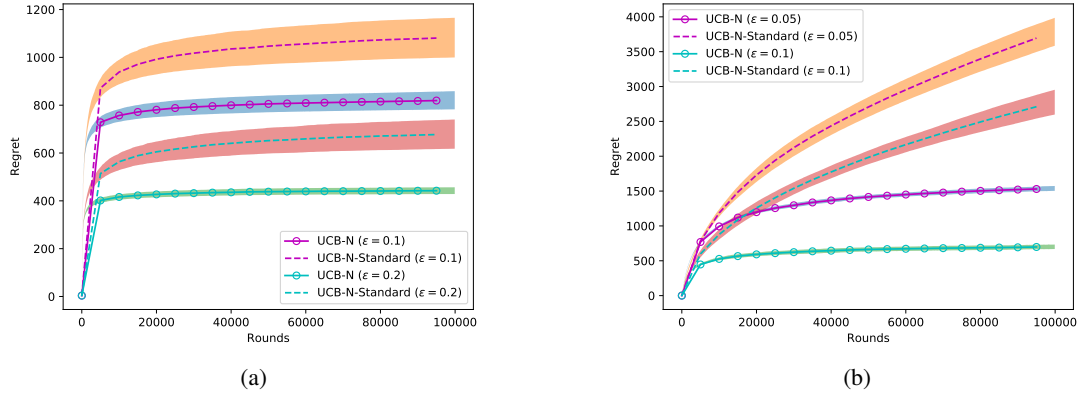 1200
1000
800
600
400
200
0
Regret
0
20000
40000
60000
80000
100000
Rounds
UCB-N (ε = 0.1)
UCB-N-Standard (ε = 0.1)
UCB-N (ε = 0.2)
UCB-N-Standard (ε = 0.2)
(a)
4000
3500
3000
2500
2000
1500
1000
500
0
Regret
0
20000
40000
60000
80000
100000
Rounds
UCB-N (ε = 0.05)
UCB-N-Standard (ε = 0.05)
UCB-N (ε = 0.1)
UCB-N-Standard (ε = 0.1)
(b)